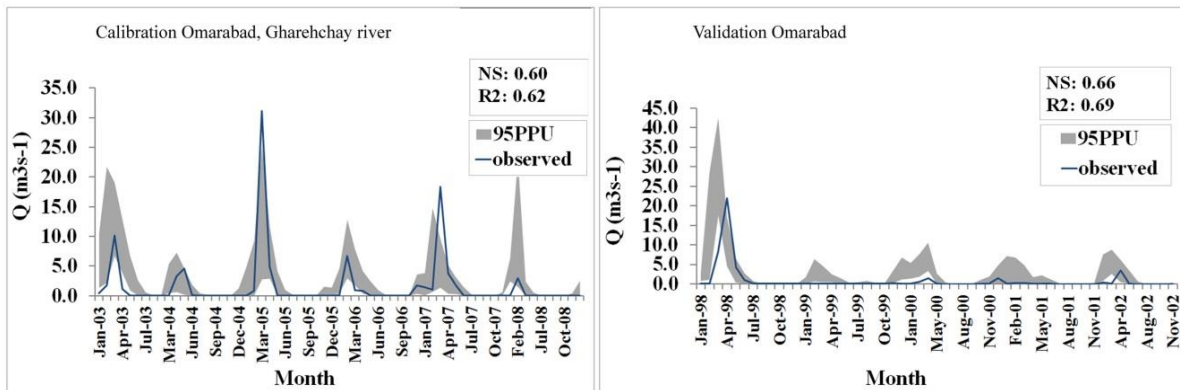 Calibration Omarabad, Gharehchay river
NS: 0.60
R2: 0.62
35.0
30.0
25.0
20.0
15.0
10.0
5.0
0.0
Q (m3s-1)
95PPU
observed
Jan-03
Apr-03
Jul-03
Mar-04
Jun-04
Sep-04
Dec-04
Mar-05
Jun-05
Sep-05
Dec-05
Mar-06
Jun-06
Sep-06
Jan-07
Apr-07
Jul-07
Oct-07
Feb-08
Jul-08
Oct-08
Month
Validation Omarabad
NS: 0.66
R2: 0.69
45.0
40.0
35.0
30.0
25.0
20.0
15.0
10.0
5.0
0.0
Q (m3s-1)
95PPU
observed
Jan-98
Apr-98
Jul-98
Nov-98
Mar-99
Jul-99
Oct-99
Jan-00
May-00
Aug-00
Nov-00
Feb-01
May-01
Aug-01
Nov-01
Apr-02
Aug-02
Nov-02
Month